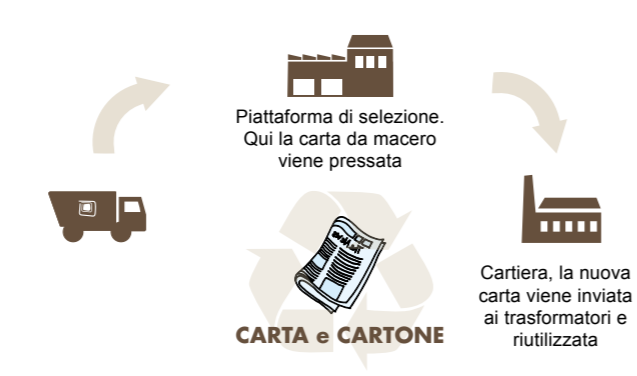 Piattaforma di selezione.
Qui la carta da macero
viene pressata
Cartiera, la nuova
carta viene inviata
ai trasformatori e
riutilizzata
CARTA e CARTONE